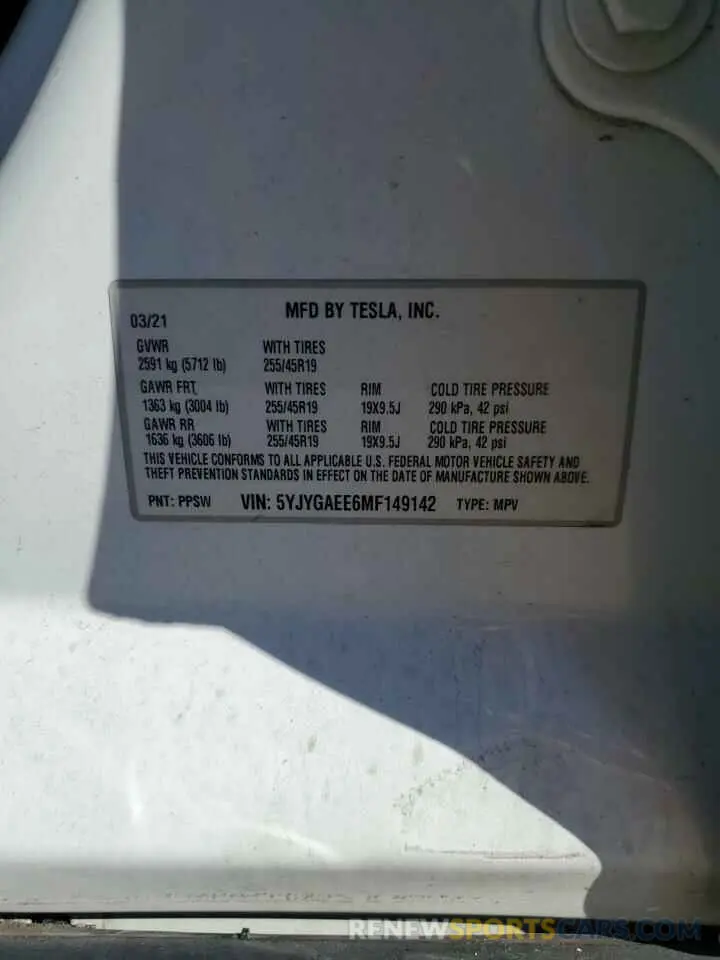 MFD BY TESLA, INC.
03/21
GVWR WITH TIRES
2591 kg (5712 lb) 255/45R19
GAWR FRT WITH TIRES RIM COLD TIRE PRESSURE
1363 kg (3004 lb) 255/45R19 19X9.5J 290 kPa, 42 psi
GAWR RR WITH TIRES RIM COLD TIRE PRESSURE
1636 kg (3606 lb) 255/45R19 19X9.5J 290 kPa, 42 psi
THIS VEHICLE CONFORMS TO ALL APPLICABLE U.S. FEDERAL MOTOR VEHICLE SAFETY AND
THEFT PREVENTION STANDARDS IN EFFECT ON THE DATE OF MANUFACTURE SHOWN ABOVE.
PNT: PPSW VIN: 5YJYGAEE6MF149142 TYPE: MPV
RENEWSPORTSCARS.COM